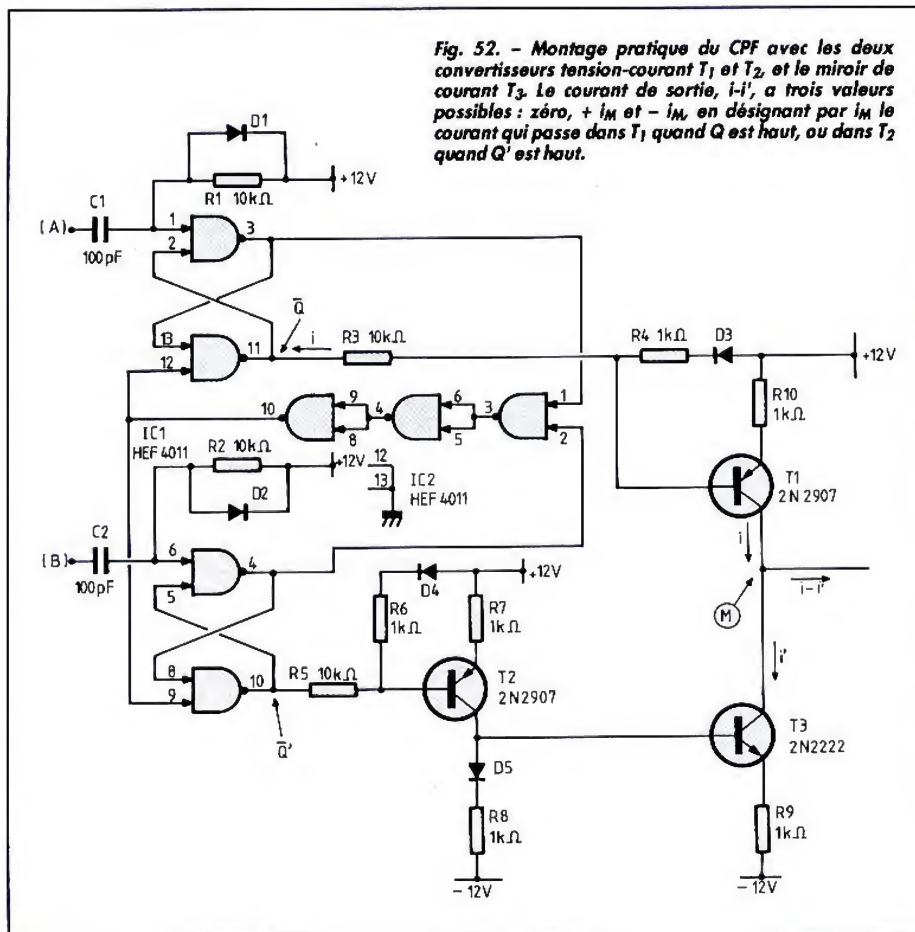 Fig. 52. – Montage pratique du CPF avec les deux
convertisseurs tension-courant T1 et T2, et le miroir de
courant T3. Le courant de sortie, i-i', a trois valeurs
possibles : zéro, + iM et – iM, en désignant par iM le
courant qui passe dans T1 quand Q est haut, ou dans T2
quand Q' est haut.
D1
+12V
R1 10kΩ
(A)
C1
100pF
1
2
3
13
12
11
Q̅
i
R3 10kΩ
R4 1kΩ
D3
+12V
R10
1kΩ
T1
2N2907
i
i-i'
M
10
9
8
4
6
5
3
1
2
IC1
HEF 4011
R2 10kΩ
+12V
D2
12
13
IC2
HEF 4011
(B)
C2
100pF
6
5
4
8
9
10
Q̅'
R5 10kΩ
D4
+12V
R6
1kΩ
R7
1kΩ
T2
2N2907
i'
T3
2N2222
D5
R8
1kΩ
-12V
R9
1kΩ
-12V